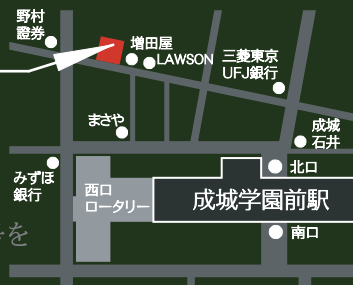 野村
證券
増田屋
LAWSON
三菱東京
UFJ銀行
まさや
成城
石井
みずほ
銀行
北口
西口
ロータリー
成城学園前駅
南口
を